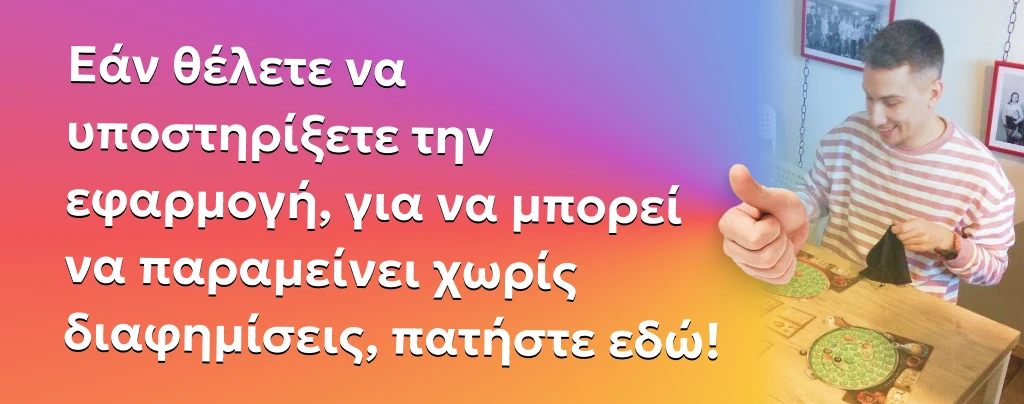 Εάν θέλετε να
υποστηρίξετε την
εφαρμογή, για να μπορεί
να παραμείνει χωρίς
διαφημίσεις, πατήστε εδώ!